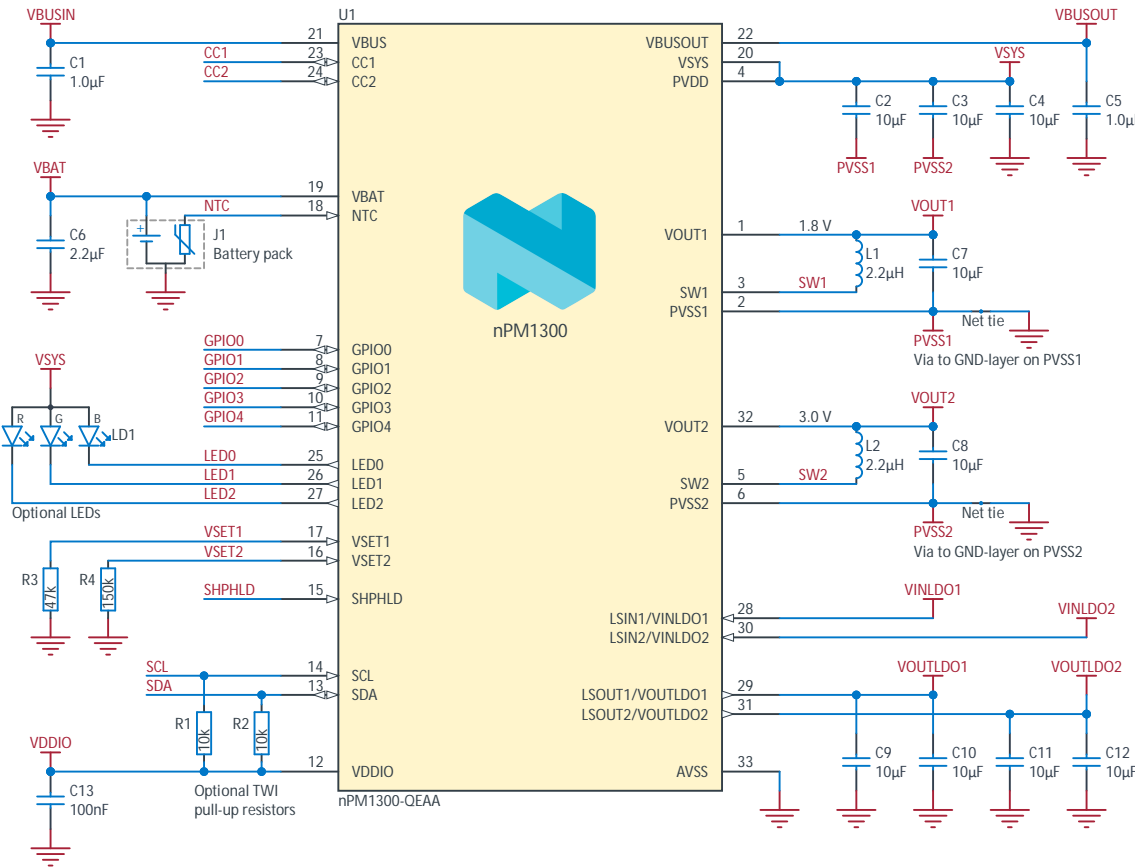 U1
VBUSIN
21
VBUS
CC1
23
CC1
CC2
24
CC2
C1
1.0µF
VBAT
19
VBAT
NTC
18
NTC
C6
2.2µF
+
J1
Battery pack
GPIO0
7
GPIO0
GPIO1
8
GPIO1
GPIO2
9
GPIO2
GPIO3
10
GPIO3
GPIO4
11
GPIO4
VSYS
R
G
B
LD1
LED0
25
LED0
LED1
26
LED1
LED2
27
LED2
Optional LEDs
VSET1
17
VSET1
VSET2
16
VSET2
R3
47k
R4
150k
SHPHLD
15
SHPHLD
SCL
14
SCL
SDA
13
SDA
R1
10k
R2
10k
VDDIO
12
VDDIO
C13
100nF
Optional TWI
pull-up resistors
nPM1300
nPM1300-QEAA
VBUSOUT
22
VBUSOUT
VSYS
20
VSYS
PVDD
4
C2
10µF
C3
10µF
C4
10µF
C5
1.0µ
PVSS1
PVSS2
VOUT1
VOUT1
1
1.8 V
L1
2.2µH
C7
10µF
SW1
3
SW1
PVSS1
2
Net tie
PVSS1
Via to GND-layer on PVSS1
VOUT2
VOUT2
32
3.0 V
L2
2.2µH
C8
10µF
SW2
5
SW2
PVSS2
6
Net tie
PVSS2
Via to GND-layer on PVSS2
VINLDO1
VINLDO2
LSIN1/VINLDO1
28
LSIN2/VINLDO2
30
VOUTLDO1
VOUTLDO2
LSOUT1/VOUTLDO1
29
LSOUT2/VOUTLDO2
31
C9
10µF
C10
10µF
C11
10µF
C12
10µF
AVSS
33